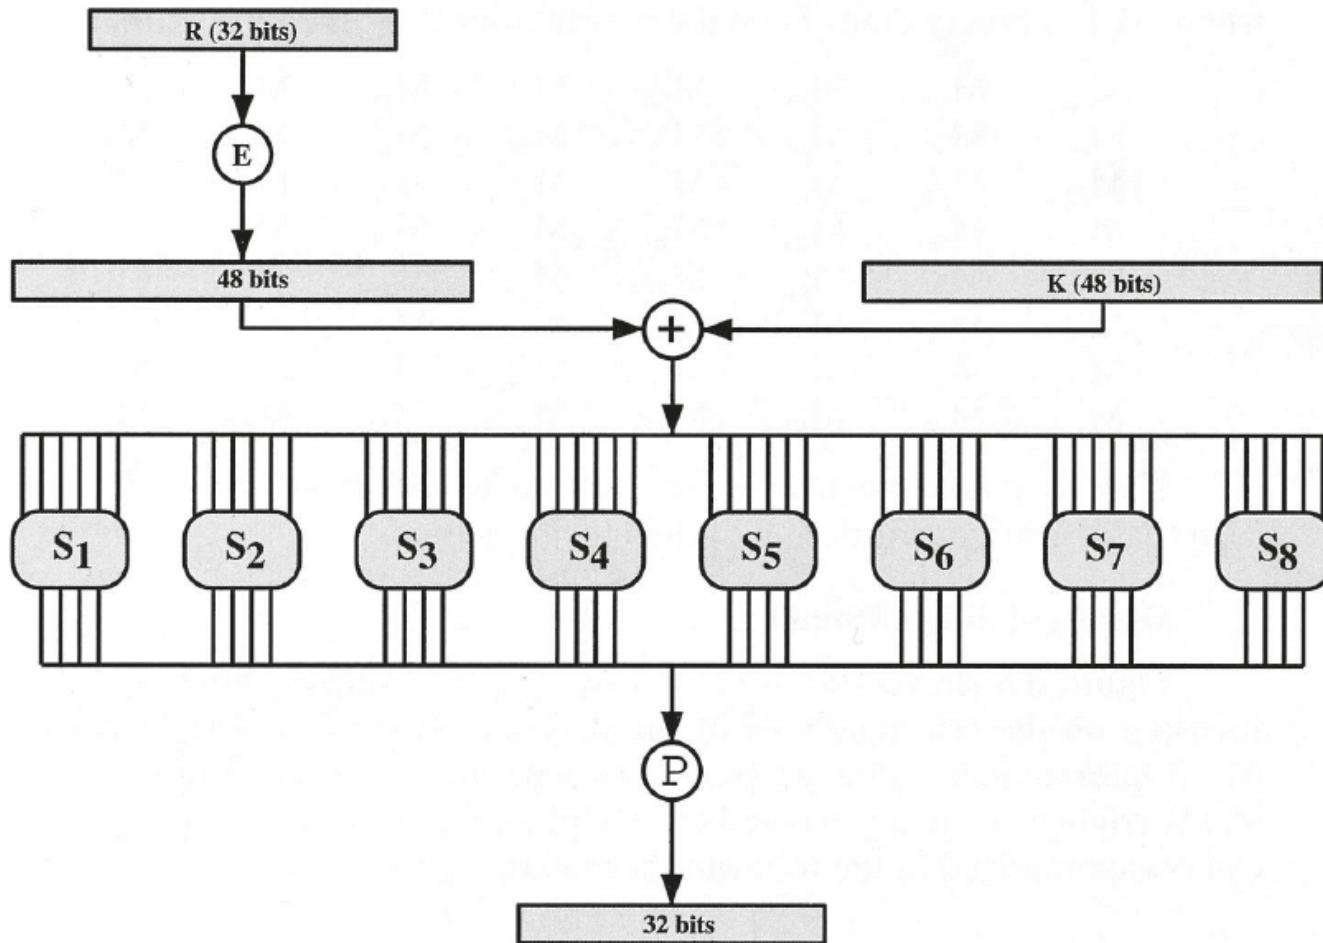 R (32 bits)
E
48 bits
K (48 bits)
+
S1 S2 S3 S4 S5 S6 S7 S8
P
32 bits